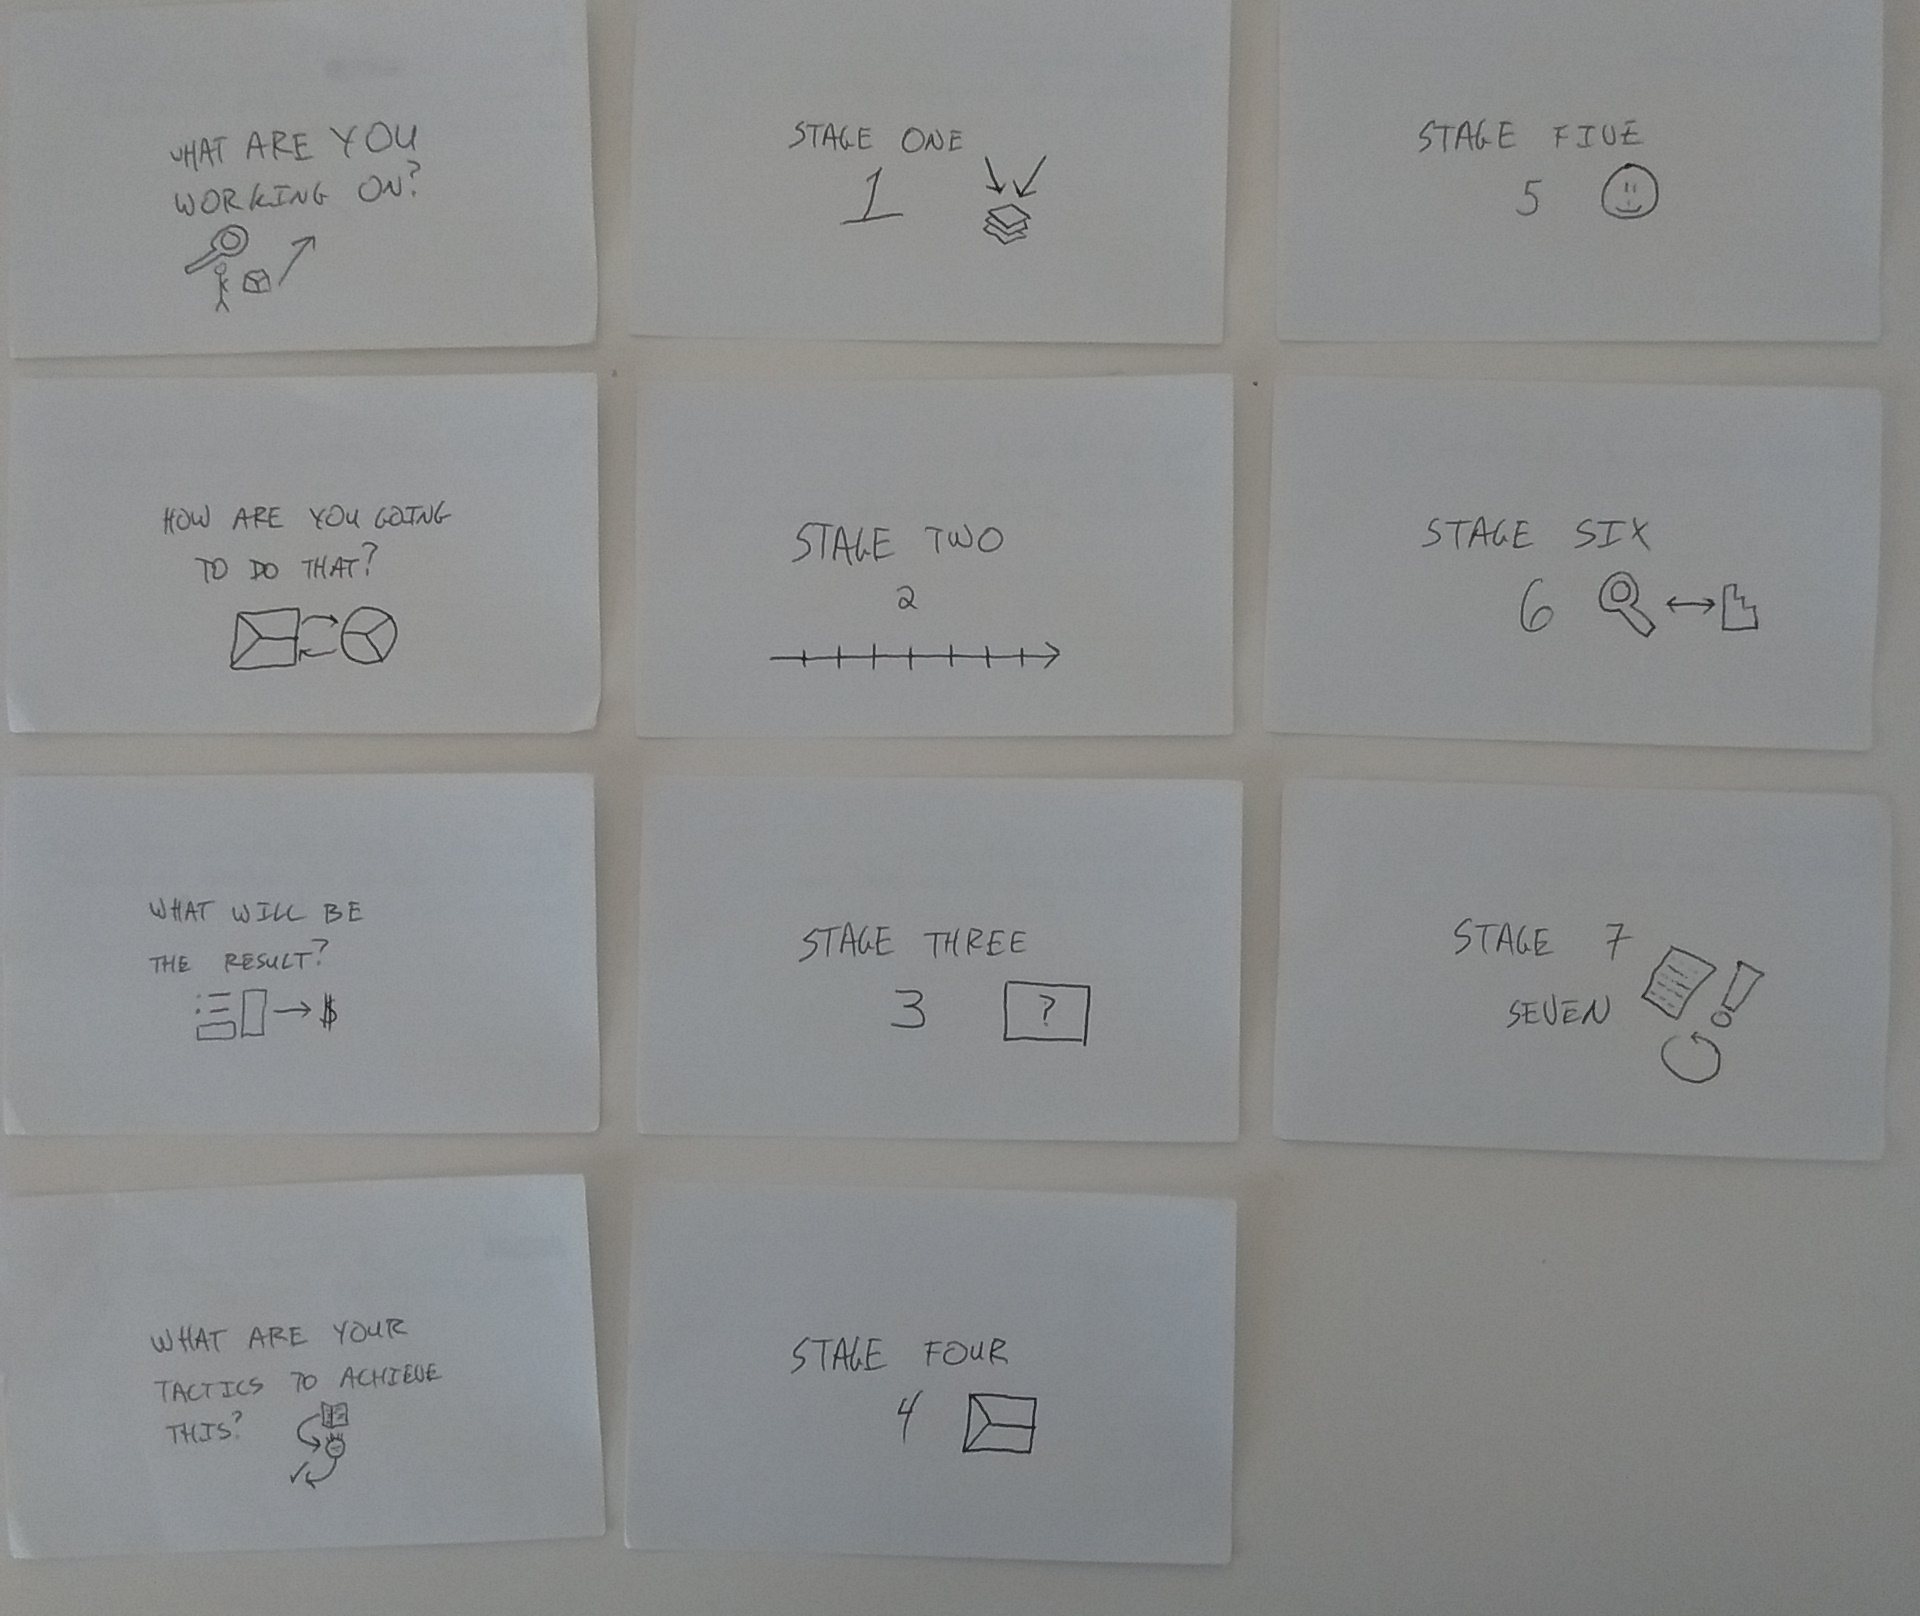 WHAT ARE YOU
WORKING ON?
HOW ARE YOU GOING
TO DO THAT?
WHAT WILL BE
THE RESULT?
$
WHAT ARE YOUR
TACTICS TO ACHIEVE
THIS?
STAGE ONE
1
STAGE TWO
2
STAGE THREE
3 ?
STAGE FOUR
4
STAGE FIVE
5
STAGE SIX
6
STAGE 7
SEVEN !